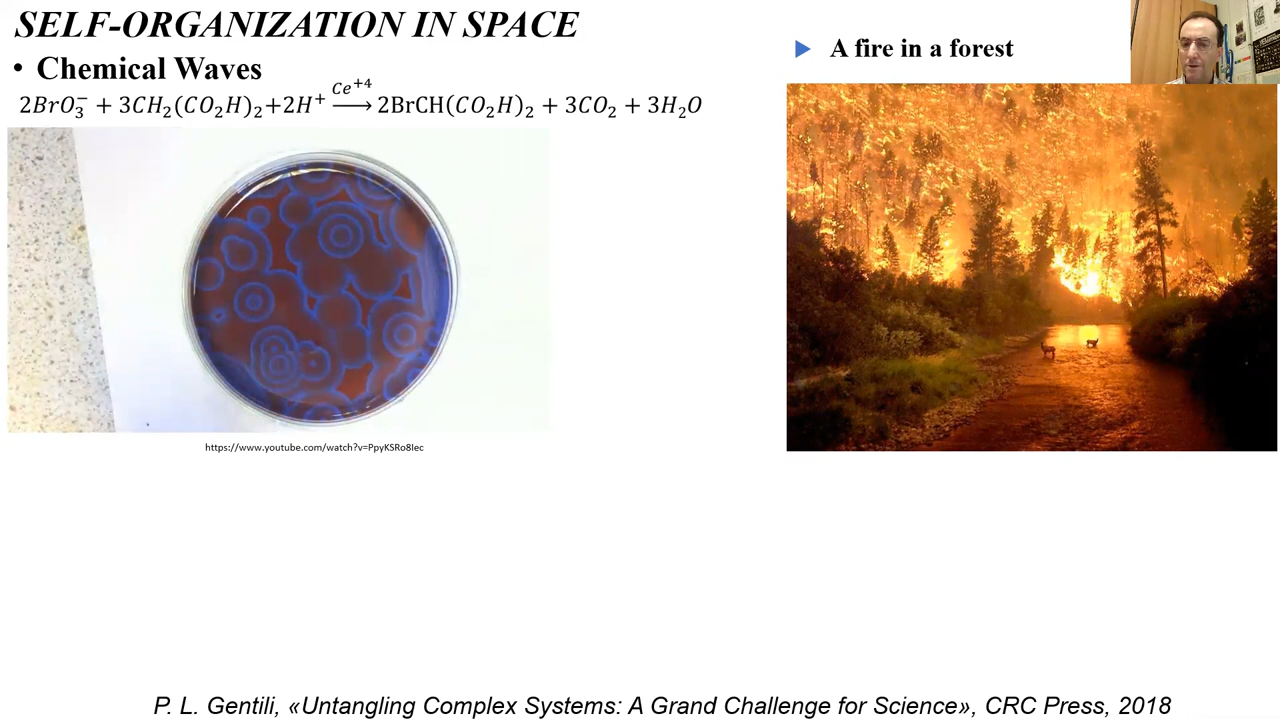 SELF-ORGANIZATION IN SPACE
• Chemical Waves
2BrO₃⁻ + 3CH₂(CO₂H)₂+2H⁺ ⟶ 2BrCH(CO₂H)₂ + 3CO₂ + 3H₂O
Ce⁺⁴
https://www.youtube.com/watch?v=PpyKSRo8Iec
A fire in a forest
P. L. Gentili, «Untangling Complex Systems: A Grand Challenge for Science», CRC Press, 2018